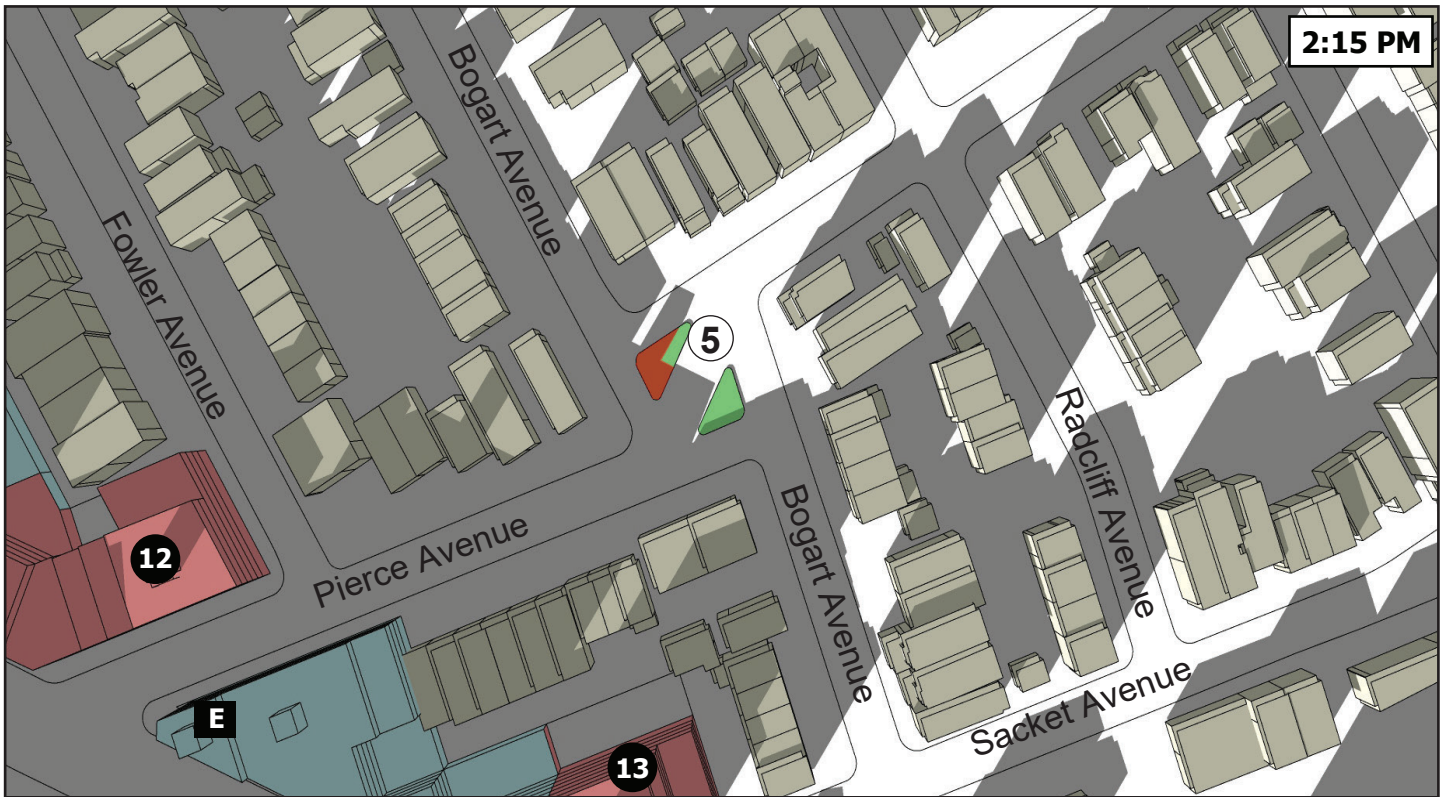 2:15 PM
Bogart Avenue
Fowler Avenue
5
Radcliff Avenue
12
Pierce Avenue
Bogart Avenue
E
Sacket Avenue
13